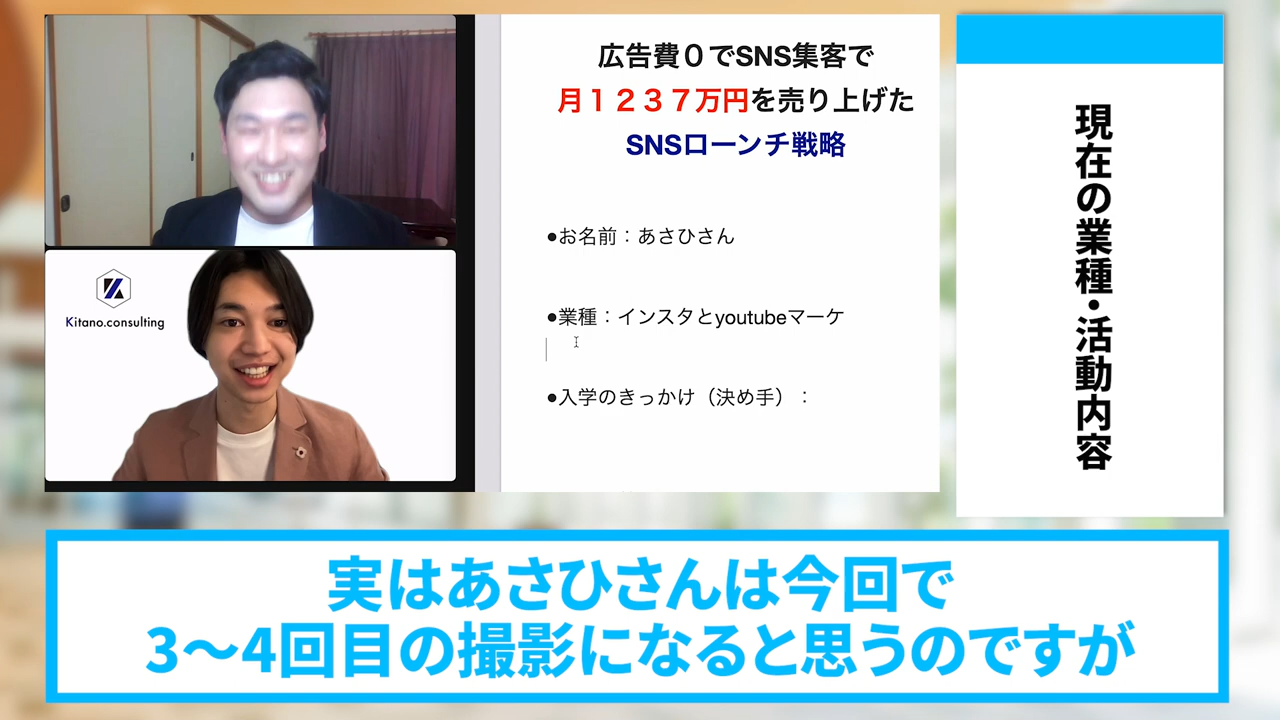 広告費０でSNS集客で
月１２３７万円を売り上げた
SNSローンチ戦略
●お名前：あさひさん
●業種：インスタとyoutubeマーケ
●入学のきっかけ（決め手）：
Kitano.consulting
現在の業種・活動内容
実はあさひさんは今回で
3〜4回目の撮影になると思うのですが